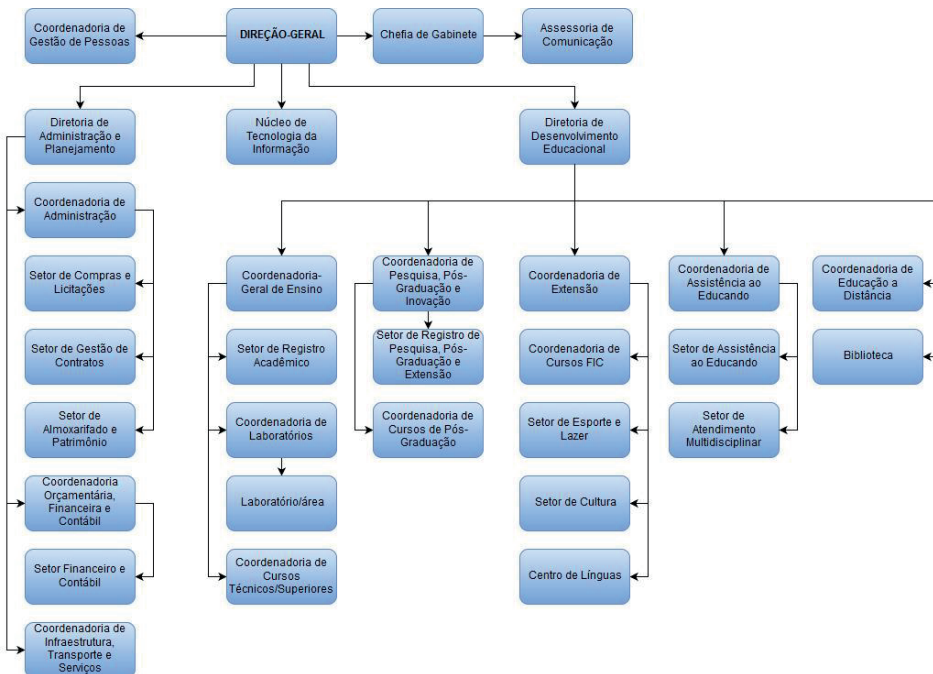 Coordenadoria de
Gestão de Pessoas
DIREÇÃO-GERAL
Chefia de Gabinete
Assessoria de
Comunicação
Diretoria de
Administração e
Planejamento
Núcleo de
Tecnologia da
Informação
Diretoria de
Desenvolvimento
Educacional
Coordenadoria de
Administração
Setor de Compras e
Licitações
Setor de Gestão de
Contratos
Setor de
Almoxarifado e
Patrimônio
Coordenadoria
Orçamentária,
Financeira e
Contábil
Setor Financeiro e
Contábil
Coordenadoria de
Infraestrutura,
Transporte e
Serviços
Coordenadoria-
Geral de Ensino
Setor de Registro
Acadêmico
Coordenadoria de
Laboratórios
Laboratório/área
Coordenadoria de
Cursos
Técnicos/Superiores
Coordenadoria de
Pesquisa, Pós-
Graduação e
Inovação
Setor de Registro de
Pesquisa, Pós-
Graduação e
Extensão
Coordenadoria de
Cursos de Pós-
Graduação
Coordenadoria de
Extensão
Coordenadoria de
Cursos FIC
Setor de Esporte e
Lazer
Setor de Cultura
Centro de Línguas
Coordenadoria de
Assistência ao
Educando
Setor de Assistência
ao Educando
Setor de
Atendimento
Multidisciplinar
Coordenadoria de
Educação a
Distância
Biblioteca